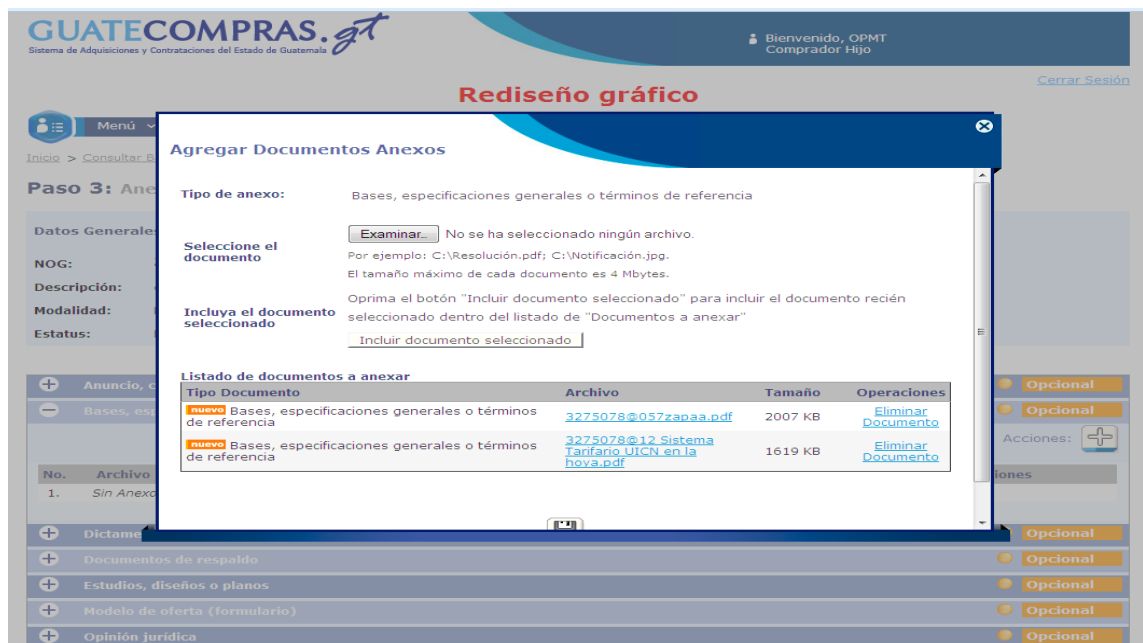 GUATECOMPRAS.gt
Sistema de Adquisiciones y Contrataciones del Estado de Guatemala
Bienvenido, OPMT
Comprador Hijo
Cerrar Sesión
Rediseño gráfico
Menú
Inicio > Consultar B
Agregar Documentos Anexos
Paso 3: Ane
Tipo de anexo: Bases, especificaciones generales o términos de referencia
Datos Generale
NOG:
Descripción:
Modalidad:
Estatus:
Seleccione el
documento
Examinar... No se ha seleccionado ningún archivo.
Por ejemplo: C:\Resolución.pdf; C:\Notificación.jpg.
El tamaño máximo de cada documento es 4 Mbytes.
Incluya el documento
seleccionado
Oprima el botón "Incluir documento seleccionado" para incluir el documento recién
seleccionado dentro del listado de "Documentos a anexar"
Incluir documento seleccionado
Listado de documentos a anexar
Tipo Documento Archivo Tamaño Operaciones
nuevo Bases, especificaciones generales o términos
de referencia
3275078@057zapaa.pdf
2007 KB
Eliminar
Documento
nuevo Bases, especificaciones generales o términos
de referencia
3275078@12 Sistema
Tarifario UICN en la
hoya.pdf
1619 KB
Eliminar
Documento
Anuncio, c Opcional
Bases, esp Opcional
Acciones:
No. Archivo iones
1. Sin Anexo
Dictame Opcional
Documentos de respaldo Opcional
Estudios, diseños o planos Opcional
Modelo de oferta (formulario) Opcional
Opinión jurídica Opcional